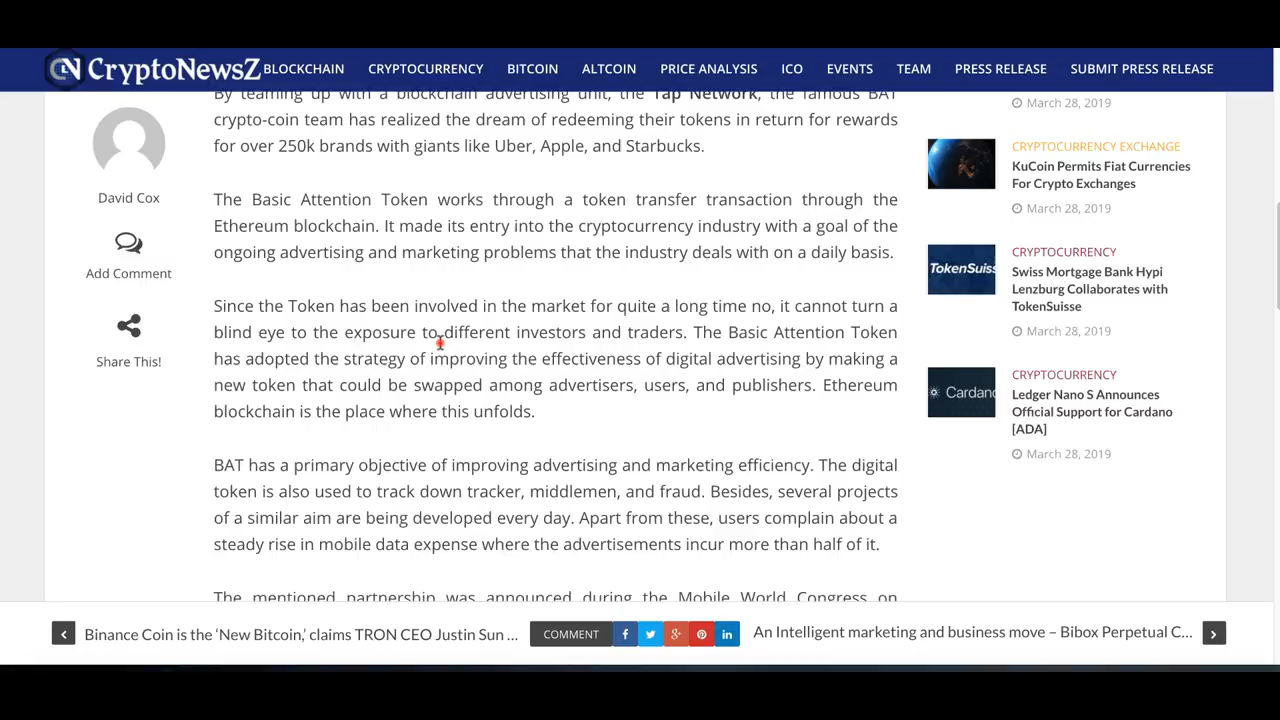 CryptoNewsZ
BLOCKCHAIN CRYPTOCURRENCY BITCOIN ALTCOIN PRICE ANALYSIS ICO EVENTS TEAM PRESS RELEASE SUBMIT PRESS RELEASE
David Cox
Add Comment
Share This!
By teaming up with a blockchain advertising unit, the Tap Network, the famous BAT
crypto-coin team has realized the dream of redeeming their tokens in return for rewards
for over 250k brands with giants like Uber, Apple, and Starbucks.
The Basic Attention Token works through a token transfer transaction through the
Ethereum blockchain. It made its entry into the cryptocurrency industry with a goal of the
ongoing advertising and marketing problems that the industry deals with on a daily basis.
Since the Token has been involved in the market for quite a long time no, it cannot turn a
blind eye to the exposure to different investors and traders. The Basic Attention Token
has adopted the strategy of improving the effectiveness of digital advertising by making a
new token that could be swapped among advertisers, users, and publishers. Ethereum
blockchain is the place where this unfolds.
BAT has a primary objective of improving advertising and marketing efficiency. The digital
token is also used to track down tracker, middlemen, and fraud. Besides, several projects
of a similar aim are being developed every day. Apart from these, users complain about a
steady rise in mobile data expense where the advertisements incur more than half of it.
The mentioned partnership was announced during the Mobile World Congress on
March 28, 2019
CRYPTOCURRENCY EXCHANGE
KuCoin Permits Fiat Currencies
For Crypto Exchanges
March 28, 2019
TokenSuiss
CRYPTOCURRENCY
Swiss Mortgage Bank Hypi
Lenzburg Collaborates with
TokenSuisse
March 28, 2019
Cardano
CRYPTOCURRENCY
Ledger Nano S Announces
Official Support for Cardano
[ADA]
March 28, 2019
Binance Coin is the ‘New Bitcoin,’ claims TRON CEO Justin Sun ...
COMMENT
An Intelligent marketing and business move – Bibox Perpetual C...